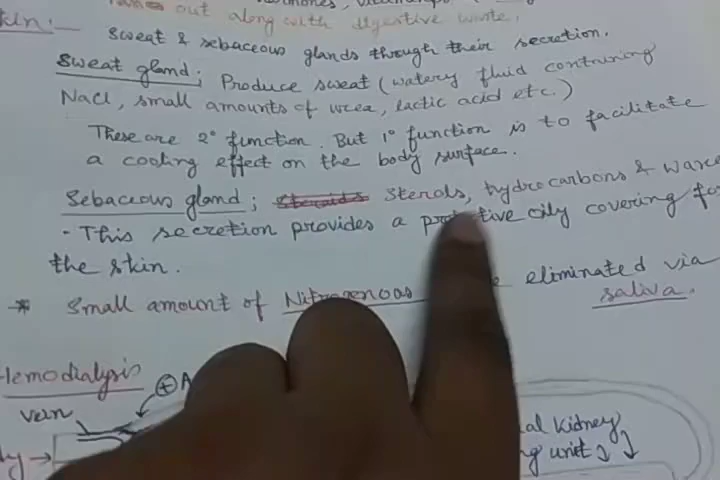 out along with digestive waste.
Skin:- Sweat & sebaceous glands through their secretion.
Sweat gland; Produce sweat (watery fluid containing
NaCl, small amounts of urea, lactic acid etc.)
These are 2° function. But 1° function is to facilitate
a cooling effect on the body surface.
Sebaceous gland; Steroids Sterols, hydrocarbons & waxes
• This secretion provides a protective oily covering for
the skin.
* Small amount of Nitrogenous eliminated via
saliva.
Hemodialysis
vein
⊕A
kidney
unit ↓ ↓